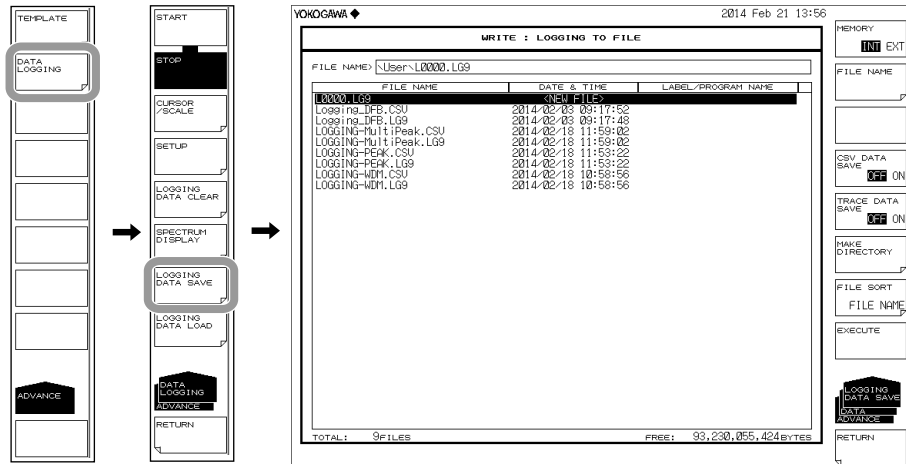 TEMPLATE
DATA
LOGGING
ADVANCE
START
STOP
CURSOR
/SCALE
SETUP
LOGGING
DATA CLEAR
SPECTRUM
DISPLAY
LOGGING
DATA SAVE
LOGGING
DATA LOAD
DATA
LOGGING
ADVANCE
RETURN
YOKOGAWA ◆ 2014 Feb 21 13:56
WRITE : LOGGING TO FILE
FILE NAME> \User\L0000.LG9
FILE NAME DATE & TIME LABEL/PROGRAM NAME
L0000.LG9 <NEW FILE>
Logging_DFB.CSV 2014/02/03 09:17:52
Logging_DFB.LG9 2014/02/03 09:17:48
LOGGING-MultiPeak.CSV 2014/02/18 11:59:02
LOGGING-MultiPeak.LG9 2014/02/18 11:59:02
LOGGING-PEAK.CSV 2014/02/18 11:53:22
LOGGING-PEAK.LG9 2014/02/18 11:53:22
LOGGING-WDM.CSV 2014/02/18 10:58:56
LOGGING-WDM.LG9 2014/02/18 10:58:56
TOTAL: 9FILES FREE: 93,230,055,424BYTES
MEMORY
INT EXT
FILE NAME
CSV DATA
SAVE
OFF ON
TRACE DATA
SAVE
OFF ON
MAKE
DIRECTORY
FILE SORT
FILE NAME
EXECUTE
LOGGING
DATA SAVE
DATA
ADVANCE
RETURN